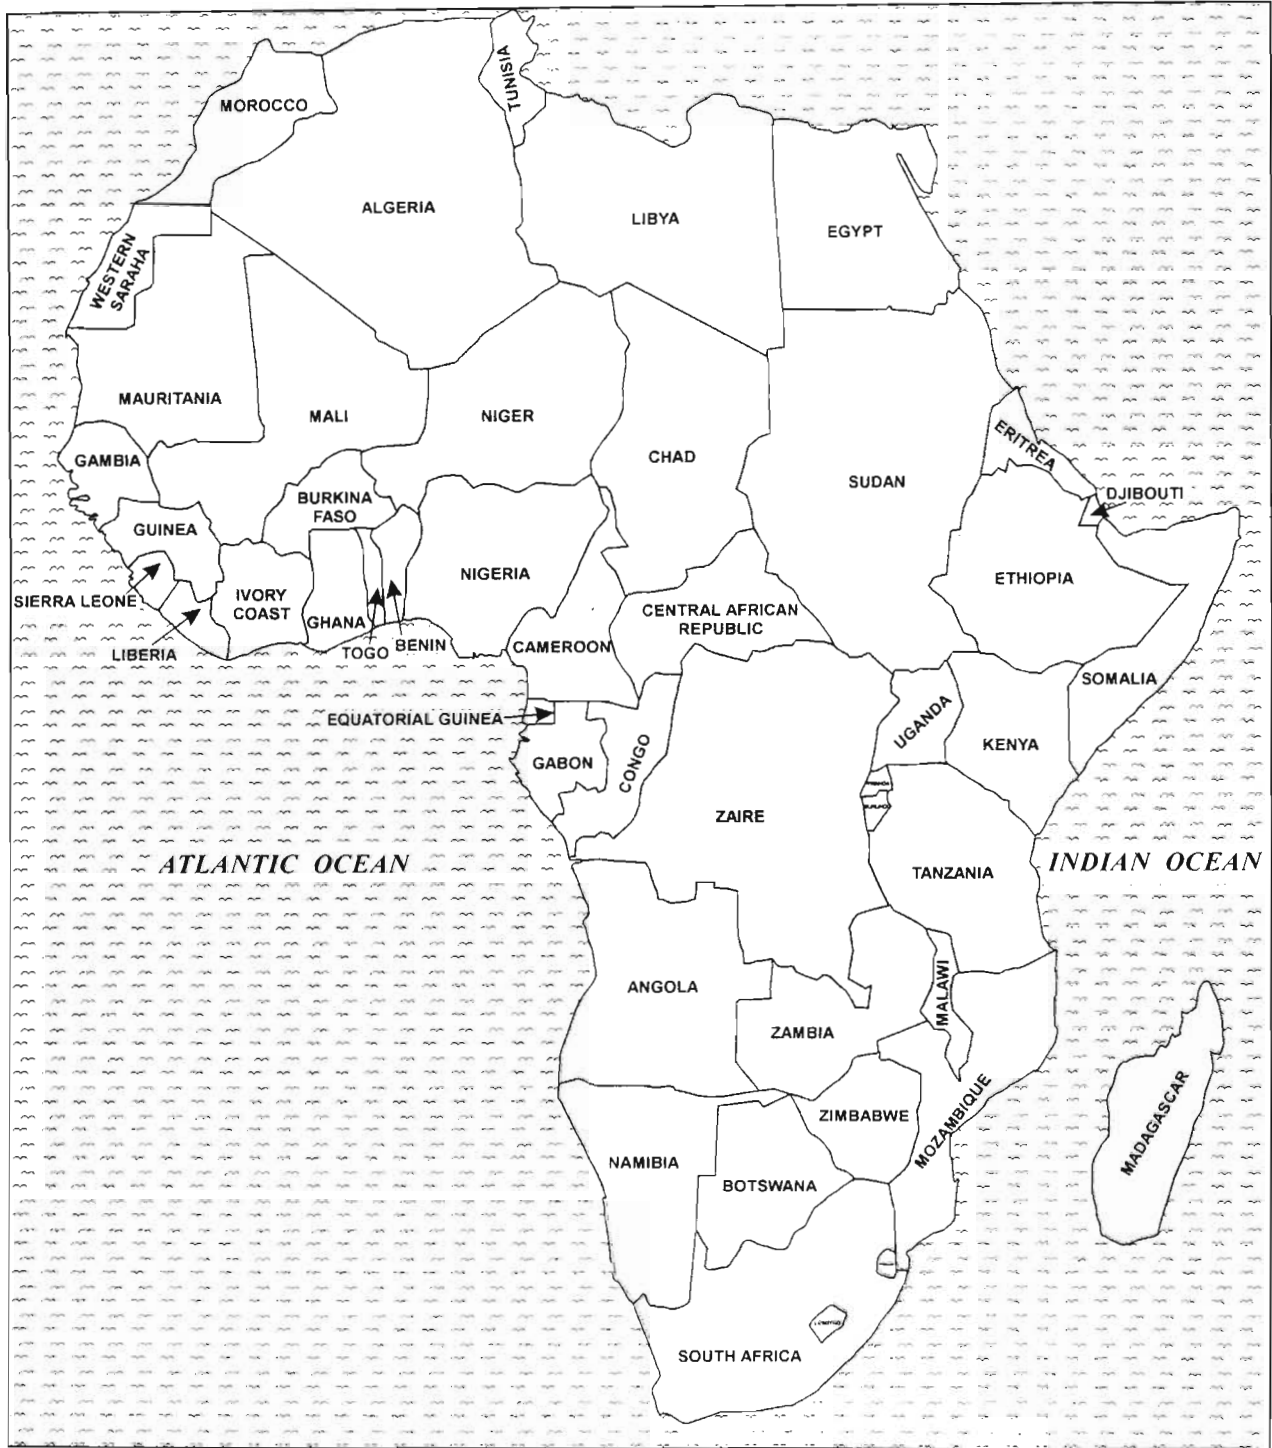 TUNISIA
MOROCCO
ALGERIA
LIBYA
EGYPT
WESTERN
SARAHA
MAURITANIA
MALI
NIGER
CHAD
SUDAN
ERITREA
DJIBOUTI
GAMBIA
BURKINA
FASO
GUINEA
NIGERIA
ETHIOPIA
SIERRA LEONE
IVORY
COAST
GHANA
LIBERIA
TOGO
BENIN
CAMEROON
CENTRAL AFRICAN
REPUBLIC
SOMALIA
EQUATORIAL GUINEA
UGANDA
KENYA
GABON
CONGO
ZAIRE
ATLANTIC OCEAN
TANZANIA
INDIAN OCEAN
ANGOLA
MALAWI
ZAMBIA
ZIMBABWE
MOZAMBIQUE
MADAGASCAR
NAMIBIA
BOTSWANA
SOUTH AFRICA